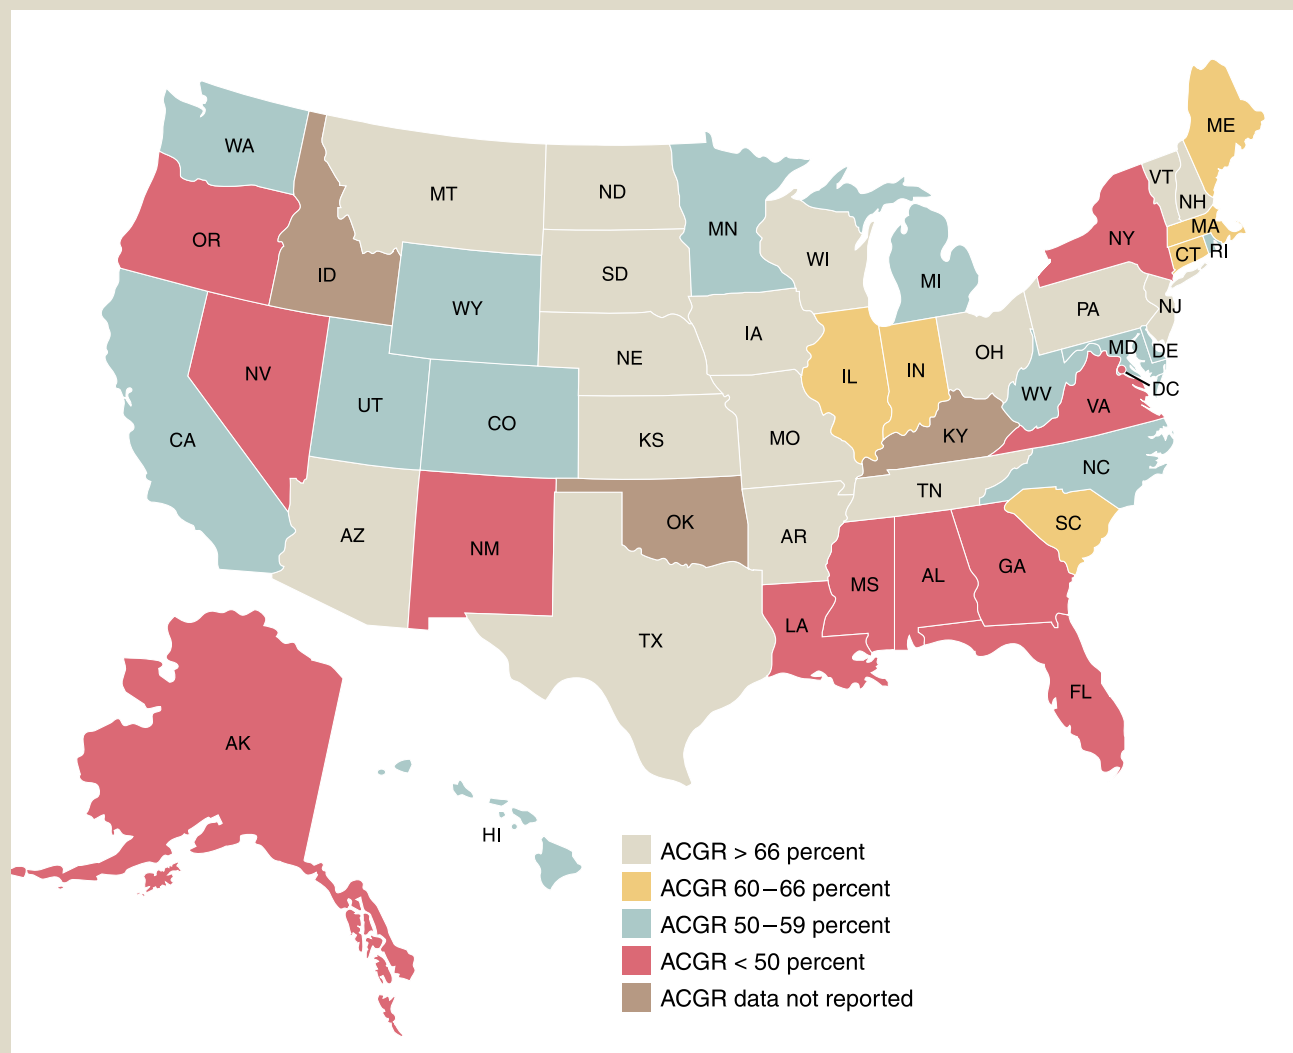 ME
WA
VT
MT
ND
NH
MA
MN
NY
OR
RI
CT
WI
ID
SD
MI
WY
PA
NJ
IA
MD
DE
OH
NE
IN
NV
IL
DC
WV
UT
VA
CO
CA
KS
MO
KY
NC
TN
OK
SC
AZ
AR
NM
GA
AL
MS
LA
TX
FL
AK
HI
ACGR > 66 percent
ACGR 60–66 percent
ACGR 50–59 percent
ACGR < 50 percent
ACGR data not reported